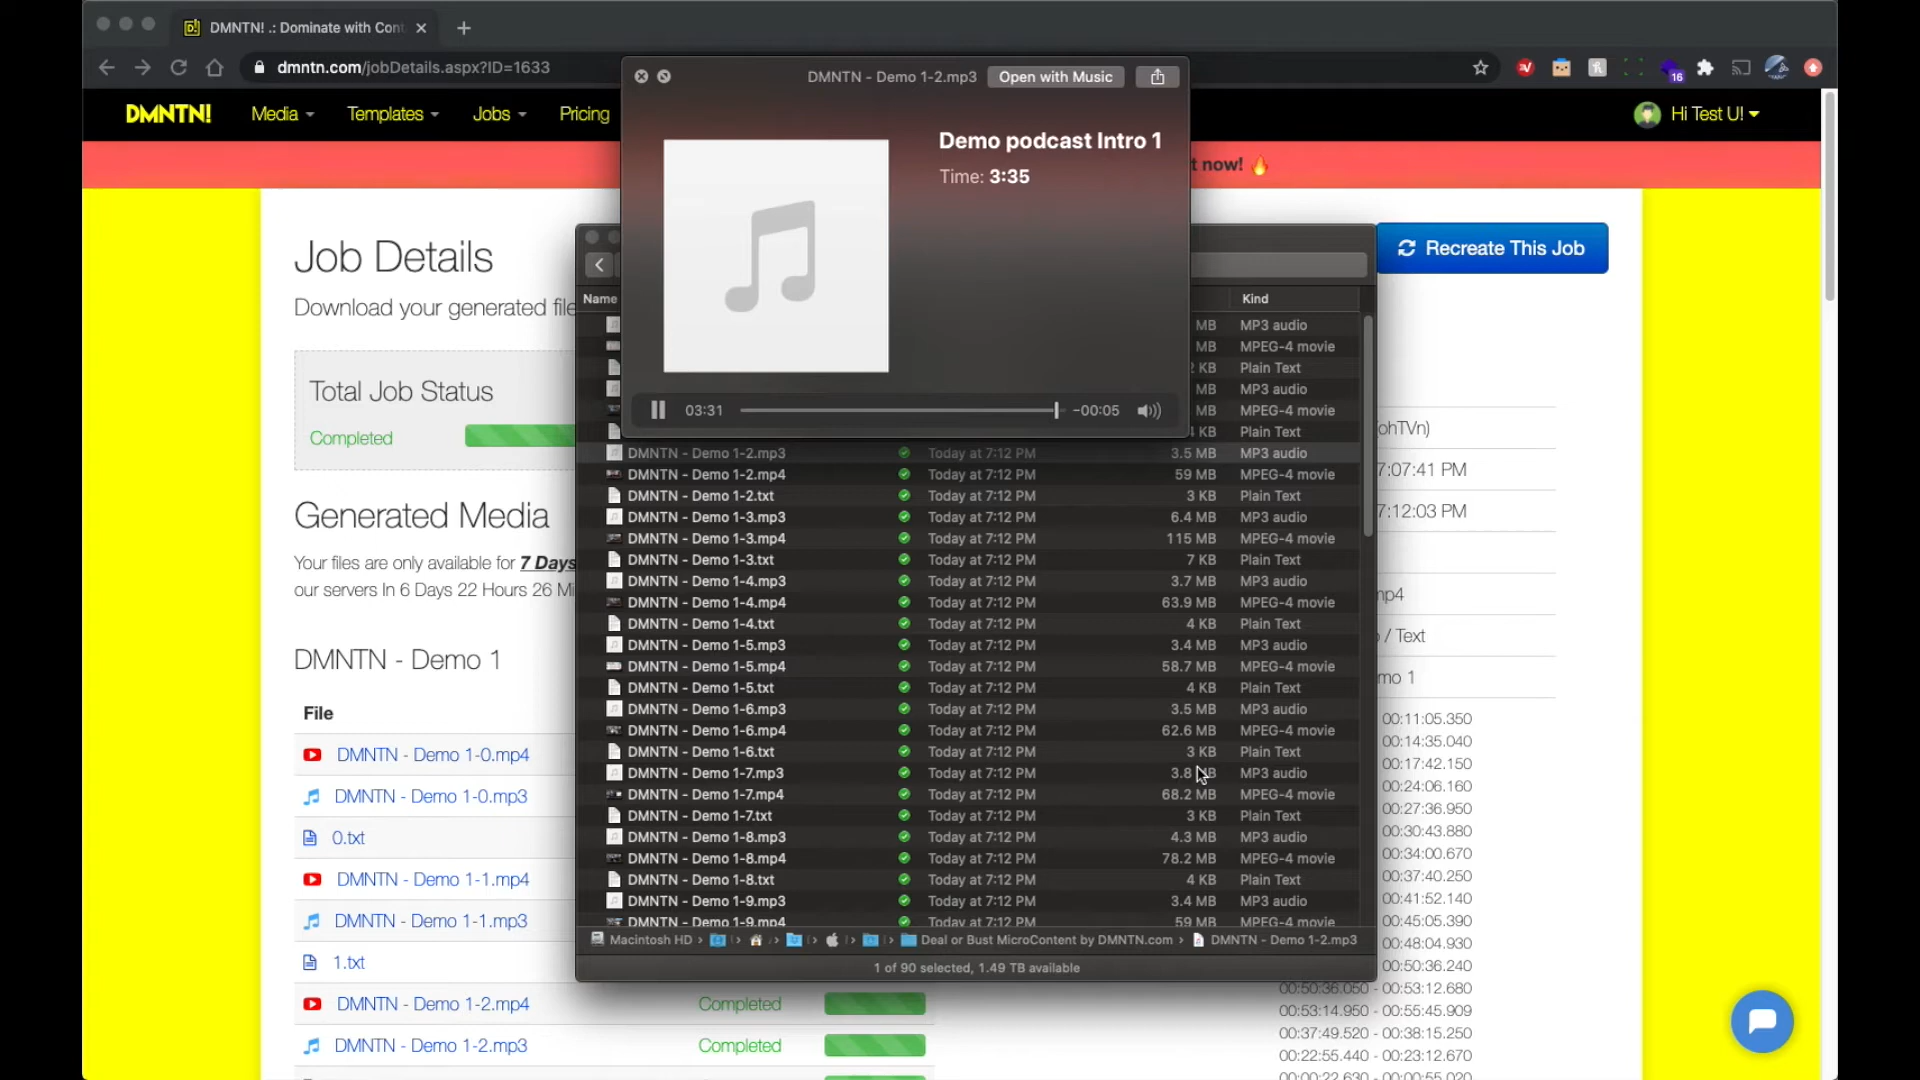 DMNTN! .: Dominate with Cont
dmntn.com/jobDetails.aspx?ID=1633
16
DMNTN!
Media
Templates
Jobs
Pricing
Hi Test U!
t now! 🔥
DMNTN - Demo 1-2.mp3
Open with Music
Demo podcast Intro 1
Time: 3:35
03:31
-00:05
Job Details
Download your generated file
Recreate This Job
Total Job Status
Completed
Generated Media
Your files are only available for 7 Days
our servers In 6 Days 22 Hours 26 Mi
DMNTN - Demo 1
File
DMNTN - Demo 1-0.mp4
DMNTN - Demo 1-0.mp3
0.txt
DMNTN - Demo 1-1.mp4
DMNTN - Demo 1-1.mp3
1.txt
DMNTN - Demo 1-2.mp4 Completed
DMNTN - Demo 1-2.mp3 Completed
Name Kind
MB MP3 audio
MB MPEG-4 movie
KB Plain Text
MB MP3 audio
MB MPEG-4 movie
KB Plain Text
DMNTN - Demo 1-2.mp3 Today at 7:12 PM 3.5 MB MP3 audio
DMNTN - Demo 1-2.mp4 Today at 7:12 PM 59 MB MPEG-4 movie
DMNTN - Demo 1-2.txt Today at 7:12 PM 3 KB Plain Text
DMNTN - Demo 1-3.mp3 Today at 7:12 PM 6.4 MB MP3 audio
DMNTN - Demo 1-3.mp4 Today at 7:12 PM 115 MB MPEG-4 movie
DMNTN - Demo 1-3.txt Today at 7:12 PM 7 KB Plain Text
DMNTN - Demo 1-4.mp3 Today at 7:12 PM 3.7 MB MP3 audio
DMNTN - Demo 1-4.mp4 Today at 7:12 PM 63.9 MB MPEG-4 movie
DMNTN - Demo 1-4.txt Today at 7:12 PM 4 KB Plain Text
DMNTN - Demo 1-5.mp3 Today at 7:12 PM 3.4 MB MP3 audio
DMNTN - Demo 1-5.mp4 Today at 7:12 PM 58.7 MB MPEG-4 movie
DMNTN - Demo 1-5.txt Today at 7:12 PM 4 KB Plain Text
DMNTN - Demo 1-6.mp3 Today at 7:12 PM 3.5 MB MP3 audio
DMNTN - Demo 1-6.mp4 Today at 7:12 PM 62.6 MB MPEG-4 movie
DMNTN - Demo 1-6.txt Today at 7:12 PM 3 KB Plain Text
DMNTN - Demo 1-7.mp3 Today at 7:12 PM 3.8 MB MP3 audio
DMNTN - Demo 1-7.mp4 Today at 7:12 PM 68.2 MB MPEG-4 movie
DMNTN - Demo 1-7.txt Today at 7:12 PM 3 KB Plain Text
DMNTN - Demo 1-8.mp3 Today at 7:12 PM 4.3 MB MP3 audio
DMNTN - Demo 1-8.mp4 Today at 7:12 PM 78.2 MB MPEG-4 movie
DMNTN - Demo 1-8.txt Today at 7:12 PM 4 KB Plain Text
DMNTN - Demo 1-9.mp3 Today at 7:12 PM 3.4 MB MP3 audio
DMNTN - Demo 1-9.mp4 Today at 7:12 PM 59 MB MPEG-4 movie
Macintosh HD › › › › › Deal or Bust MicroContent by DMNTN.com › DMNTN - Demo 1-2.mp3
1 of 90 selected, 1.49 TB available
ohTVn)
7:07:41 PM
7:12:03 PM
np4
/ Text
mo 1
00:11:05.350
00:14:35.040
00:17:42.150
00:24:06.160
00:27:36.950
00:30:43.880
00:34:00.670
00:37:40.250
00:41:52.140
00:45:05.390
00:48:04.930
00:50:36.240
00:50:36.050 - 00:53:12.680
00:53:14.950 - 00:55:45.909
00:37:49.520 - 00:38:15.250
00:22:55.440 - 00:23:12.670
00:00:22.630 - 00:00:55.020